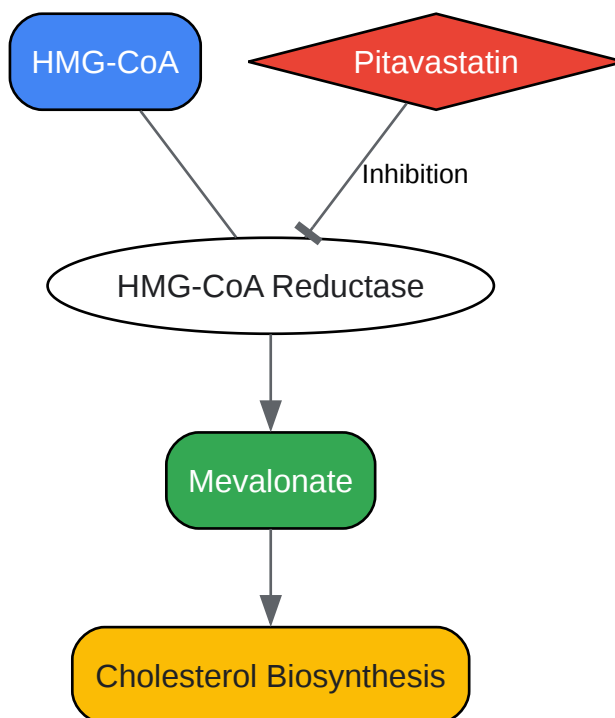 HMG-CoA
Pitavastatin
Inhibition
HMG-CoA Reductase
Mevalonate
Cholesterol Biosynthesis